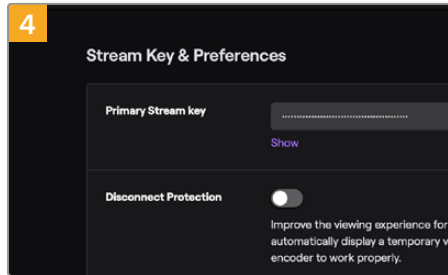 4
Stream Key & Preferences
Primary Stream key
Show
Disconnect Protection
Improve the viewing experience for
automatically display a temporary v
encoder to work properly.